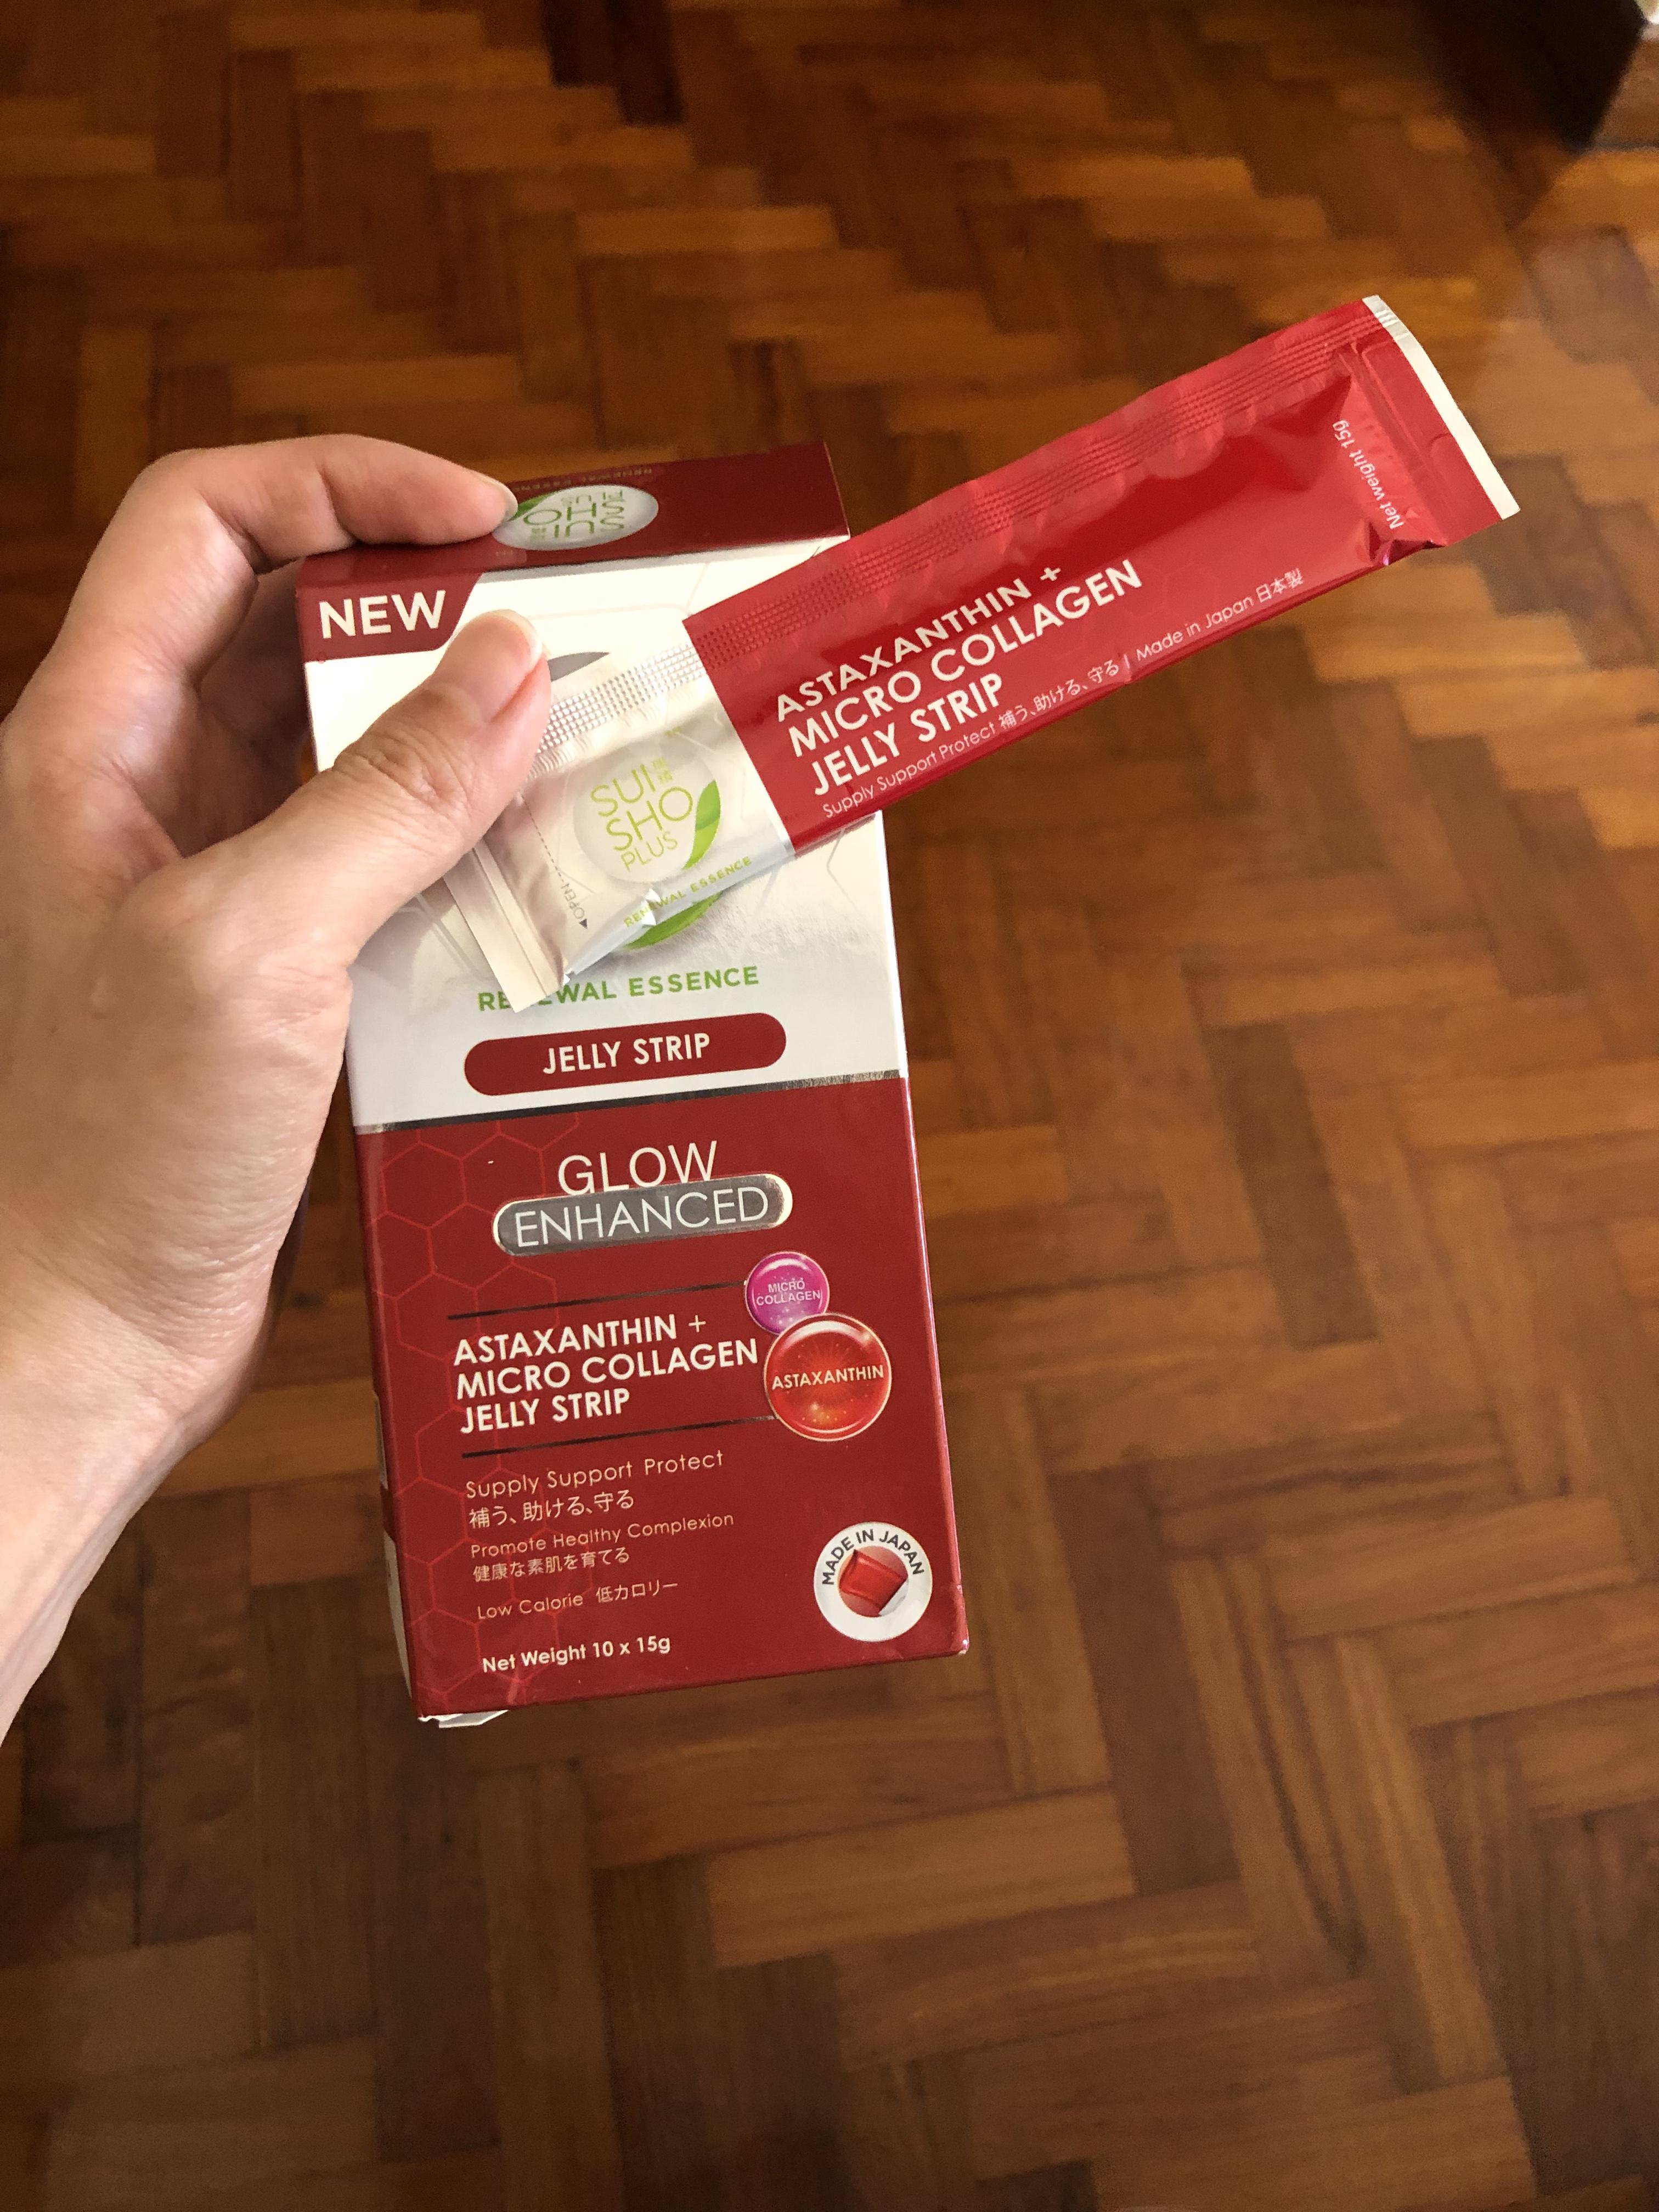 NEW
SUI
SHO
PLUS
RENEWAL ESSENCE
OPEN
ASTAXANTHIN +
MICRO COLLAGEN
JELLY STRIP
Supply Support Protect 補う、助ける、守る | Made in Japan 日本製
Net weight 15g
RENEWAL ESSENCE
JELLY STRIP
GLOW
ENHANCED
MICRO
COLLAGEN
ASTAXANTHIN
ASTAXANTHIN +
MICRO COLLAGEN
JELLY STRIP
Supply Support Protect
補う、助ける、守る
Promote Healthy Complexion
健康な素肌を育てる
Low Calorie 低カロリー
Net Weight 10 x 15g
MADE IN JAPAN